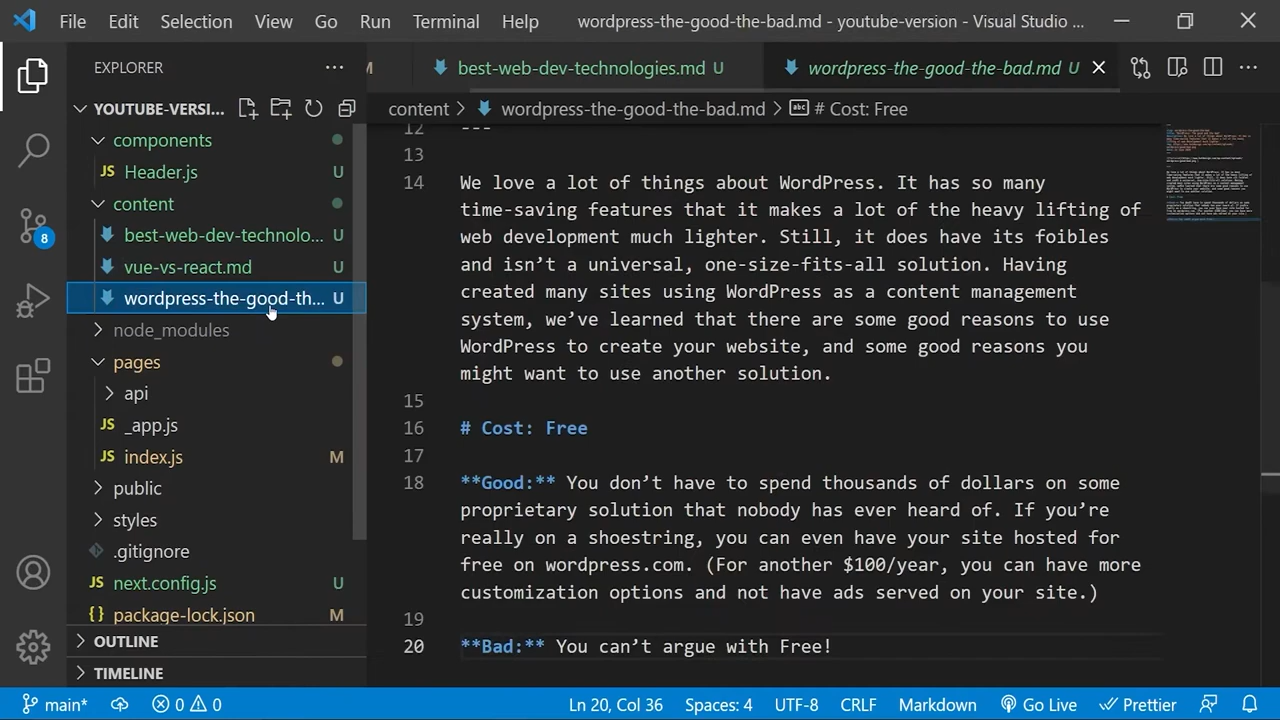 File Edit Selection View Go Run Terminal Help wordpress-the-good-the-bad.md - youtube-version - Visual Studio ...
EXPLORER
M best-web-dev-technologies.md U wordpress-the-good-the-bad.md U
YOUTUBE-VERSI...
content > wordpress-the-good-the-bad.md > # Cost: Free
components
Header.js U
content
best-web-dev-technolo... U
vue-vs-react.md U
wordpress-the-good-th... U
node_modules
pages
api
JS _app.js
JS index.js M
public
styles
.gitignore
JS next.config.js U
{} package-lock.json M
OUTLINE
TIMELINE
8
12 ---
13
14 We love a lot of things about WordPress. It has so many
time-saving features that it makes a lot of the heavy lifting of
web development much lighter. Still, it does have its foibles
and isn’t a universal, one-size-fits-all solution. Having
created many sites using WordPress as a content management
system, we’ve learned that there are some good reasons to use
WordPress to create your website, and some good reasons you
might want to use another solution.
15
16 # Cost: Free
17
18 **Good:** You don’t have to spend thousands of dollars on some
proprietary solution that nobody has ever heard of. If you’re
really on a shoestring, you can even have your site hosted for
free on wordpress.com. (For another $100/year, you can have more
customization options and not have ads served on your site.)
19
20 **Bad:** You can’t argue with Free!
main* 0 0 Ln 20, Col 36 Spaces: 4 UTF-8 CRLF Markdown Go Live Prettier